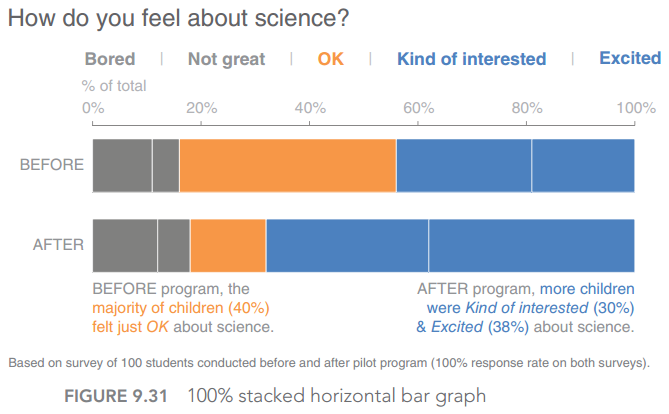 How do you feel about science?
Bored | Not great | OK | Kind of interested | Excited
% of total
0% 20% 40% 60% 80% 100%
BEFORE
AFTER
BEFORE program, the
majority of children (40%)
felt just OK about science.
AFTER program, more children
were Kind of interested (30%)
& Excited (38%) about science.
Based on survey of 100 students conducted before and after pilot program (100% response rate on both surveys).
FIGURE 9.31 100% stacked horizontal bar graph